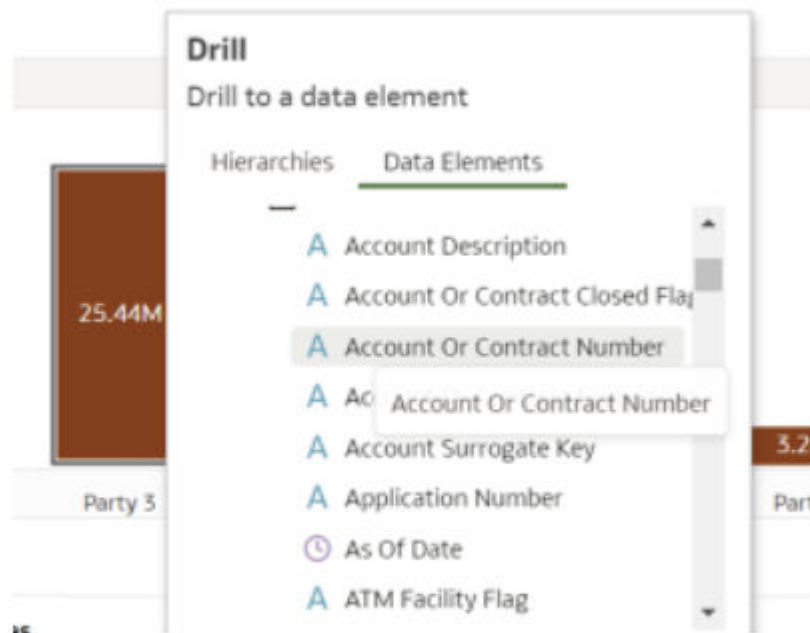 Drill
Drill to a data element
Hierarchies Data Elements
Account Description
Account Or Contract Closed Flag
25.44M
Account Or Contract Number
Account Or Contract Number
Account Surrogate Key
3.2
Party 3
Application Number
As Of Date
ATM Facility Flag